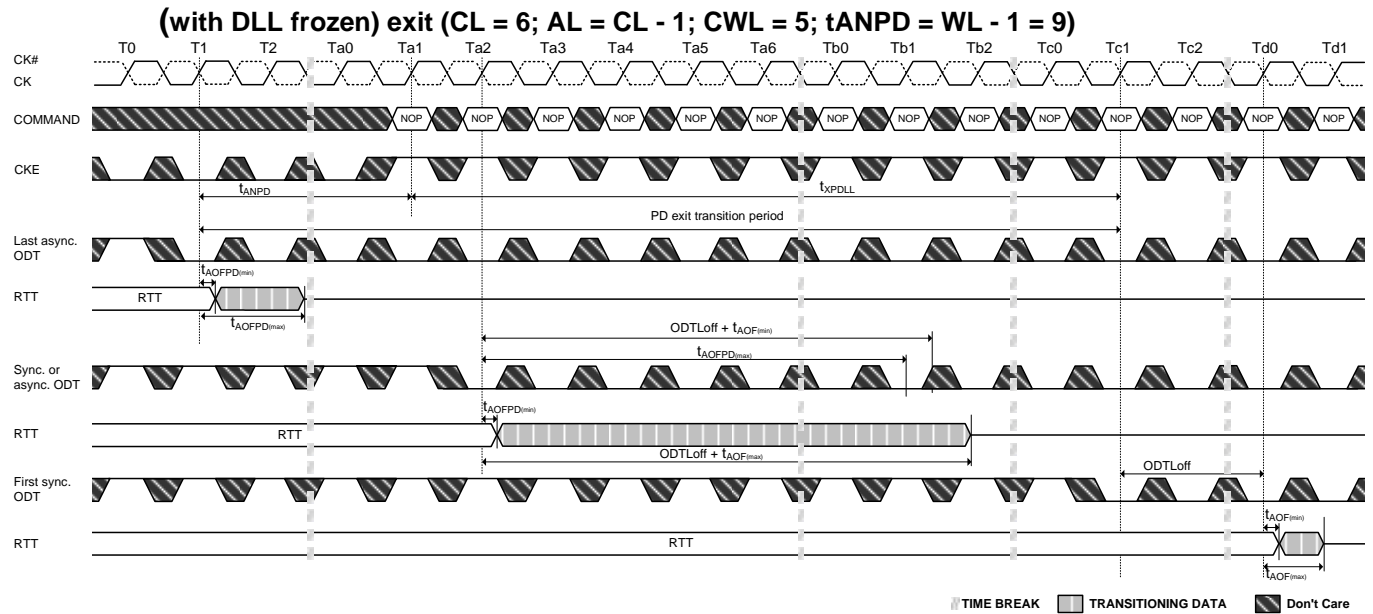 (with DLL frozen) exit (CL = 6; AL = CL - 1; CWL = 5; tANPD = WL - 1 = 9)
T0 T1 T2 Ta0 Ta1 Ta2 Ta3 Ta4 Ta5 Ta6 Tb0 Tb1 Tb2 Tc0 Tc1 Tc2 Td0 Td1
CK#
CK
COMMAND NOP NOP NOP NOP NOP NOP NOP NOP NOP NOP NOP NOP NOP NOP
CKE
tANPD tXPDLL
PD exit transition period
Last async.
ODT
tAOFPD(min)
RTT RTT
tAOFPD(max)
ODTLoff + tAOF(min)
tAOFPD(max)
Sync. or
async. ODT
tAOFPD(min)
RTT RTT
ODTLoff + tAOF(max)
ODTLoff
First sync.
ODT
tAOF(min)
RTT RTT
tAOF(max)
TIME BREAK TRANSITIONING DATA Don't Care